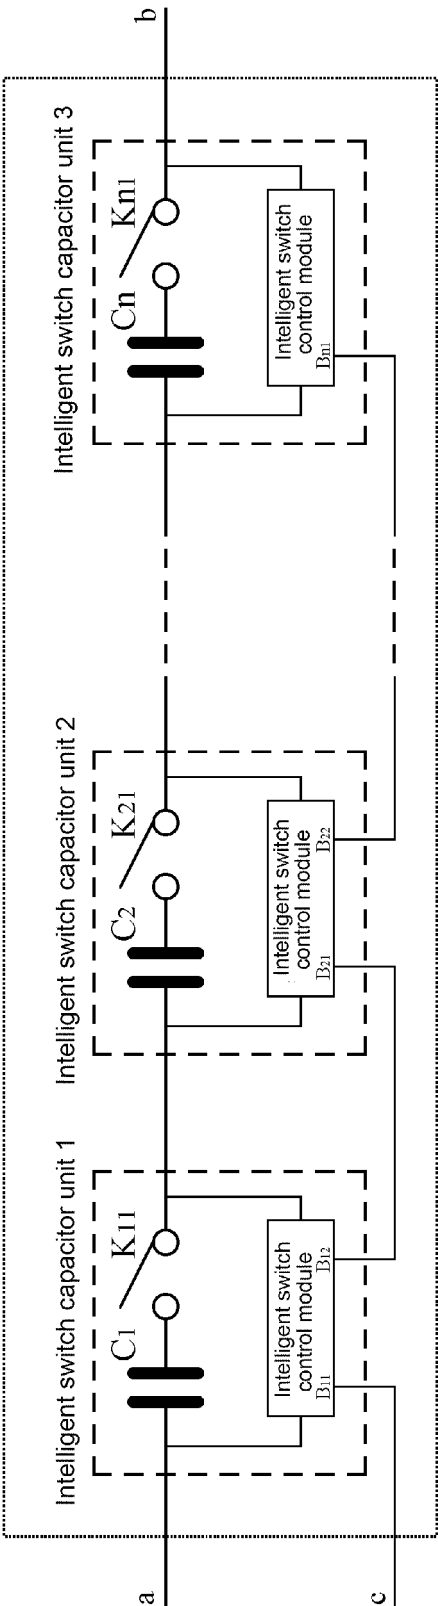 Intelligent switch capacitor unit 1
Intelligent switch capacitor unit 2
Intelligent switch capacitor unit 3
C1
K11
C2
K21
Cn
Kn1
a
b
Intelligent switch
control module
B11
B12
Intelligent switch
control module
B21
B22
Intelligent switch
control module
Bn1
c